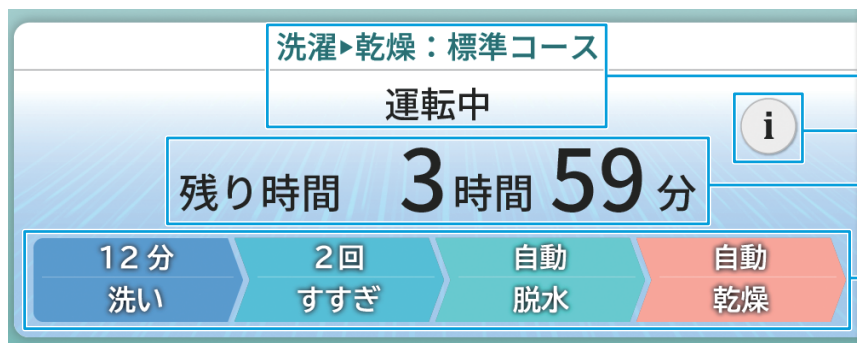 洗濯▸乾燥：標準コース
運転中
i
残り時間 3時間59分
12分 2回 自動 自動
洗い すすぎ 脱水 乾燥